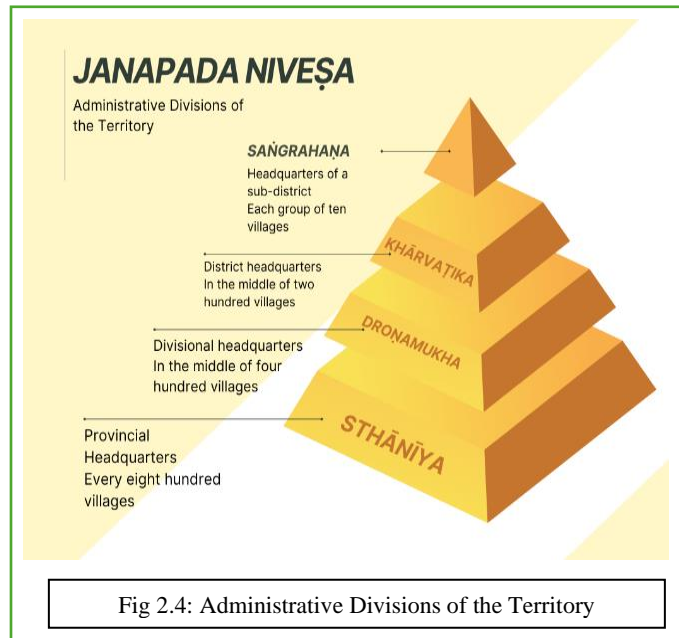 JANAPADA NIVEṢA
Administrative Divisions of
the Territory
SAṄGRAHAṆA
Headquarters of a
sub-district
Each group of ten
villages
KHĀRVAṬIKA
District headquarters
In the middle of two
hundred villages
DROṆAMUKHA
Divisional headquarters
In the middle of four
hundred villages
STHĀNĪYA
Provincial
Headquarters
Every eight hundred
villages
Fig 2.4: Administrative Divisions of the Territory